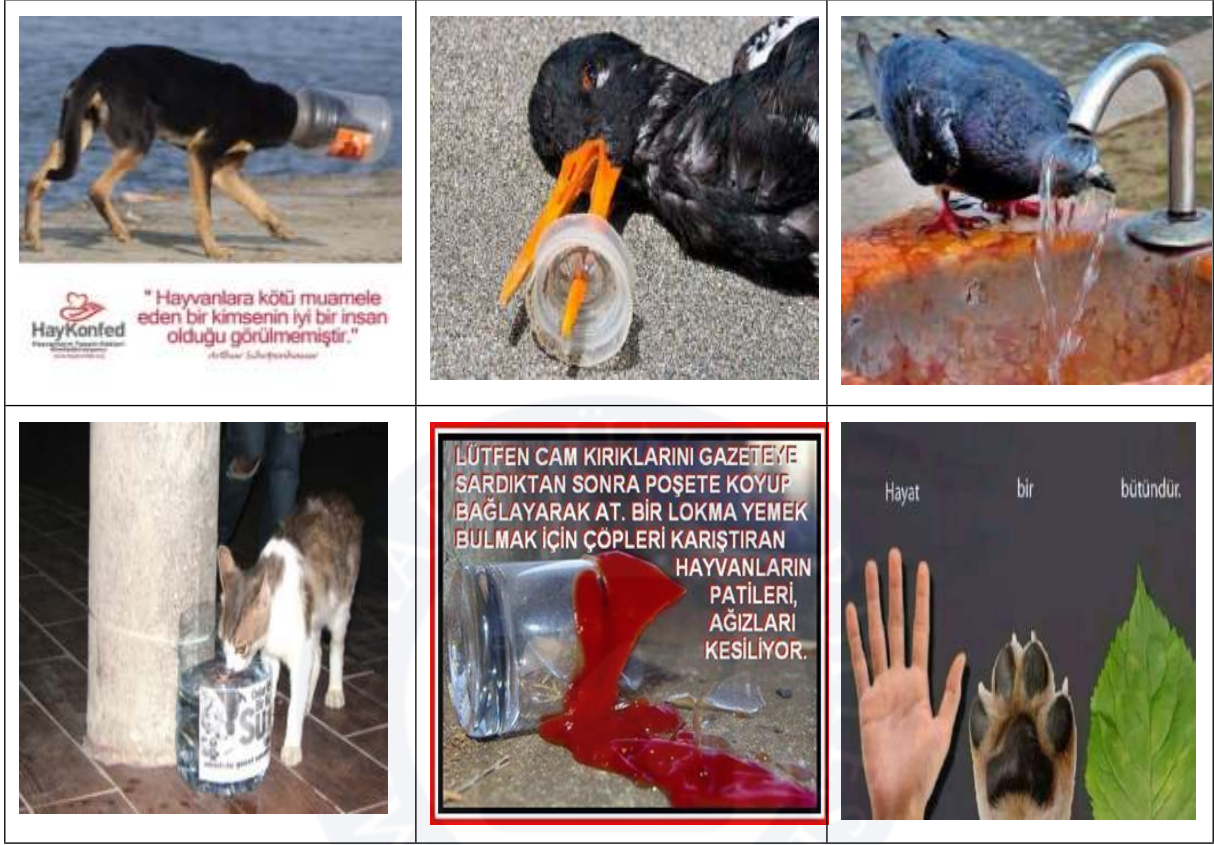 " Hayvanlara kötü muamele
eden bir kimsenin iyi bir insan
olduğu görülmemiştir."
Arthur Schopenhauer
HayKonfed
LÜTFEN CAM KIRIKLARINI GAZETEYE
SARDIKTAN SONRA POŞETE KOYUP
BAĞLAYARAK AT. BİR LOKMA YEMEK
BULMAK İÇİN ÇÖPLERİ KARIŞTIRAN
HAYVANLARIN
PATİLERİ,
AĞIZLARI
KESİLİYOR.
Hayat bir bütündür.